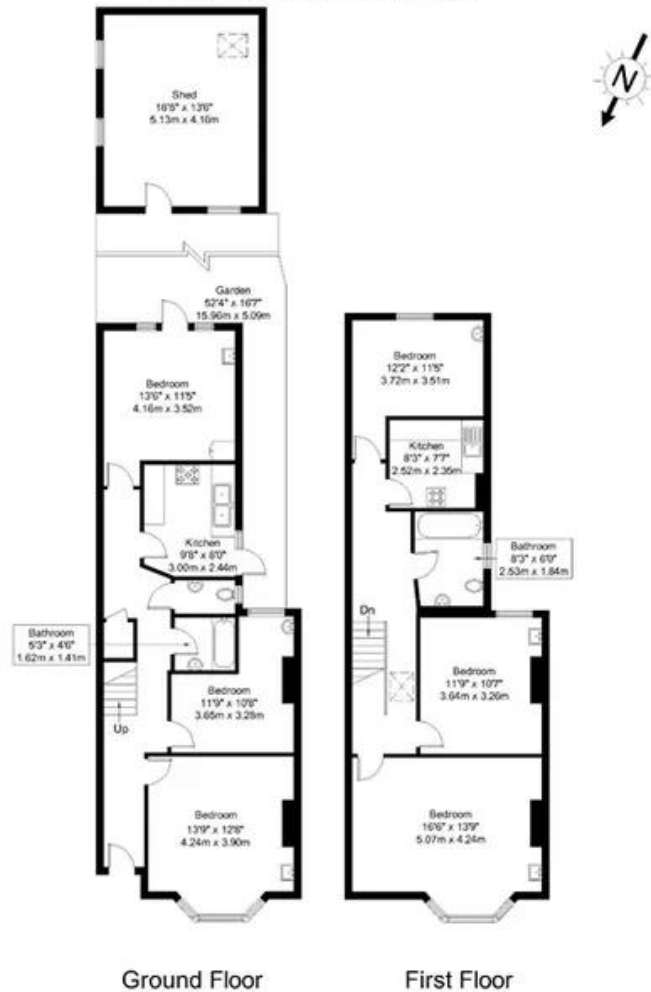 Shed
16'5" x 13'6"
5.13m x 4.16m
N
Garden
52'4" x 16'7"
15.96m x 5.09m
Bedroom
13'6" x 11'5"
4.16m x 3.52m
Kitchen
9'8" x 8'0"
3.00m x 2.44m
Bathroom
5'3" x 4'6"
1.62m x 1.41m
Up
Bedroom
11'9" x 10'8"
3.65m x 3.28m
Bedroom
13'9" x 12'8"
4.24m x 3.90m
Ground Floor
Bedroom
12'2" x 11'5"
3.72m x 3.51m
Kitchen
8'3" x 7'7"
2.52m x 2.35m
Bathroom
8'3" x 6'0"
2.53m x 1.84m
Dn
Bedroom
11'9" x 10'7"
3.64m x 3.26m
Bedroom
16'6" x 13'9"
5.07m x 4.24m
First Floor